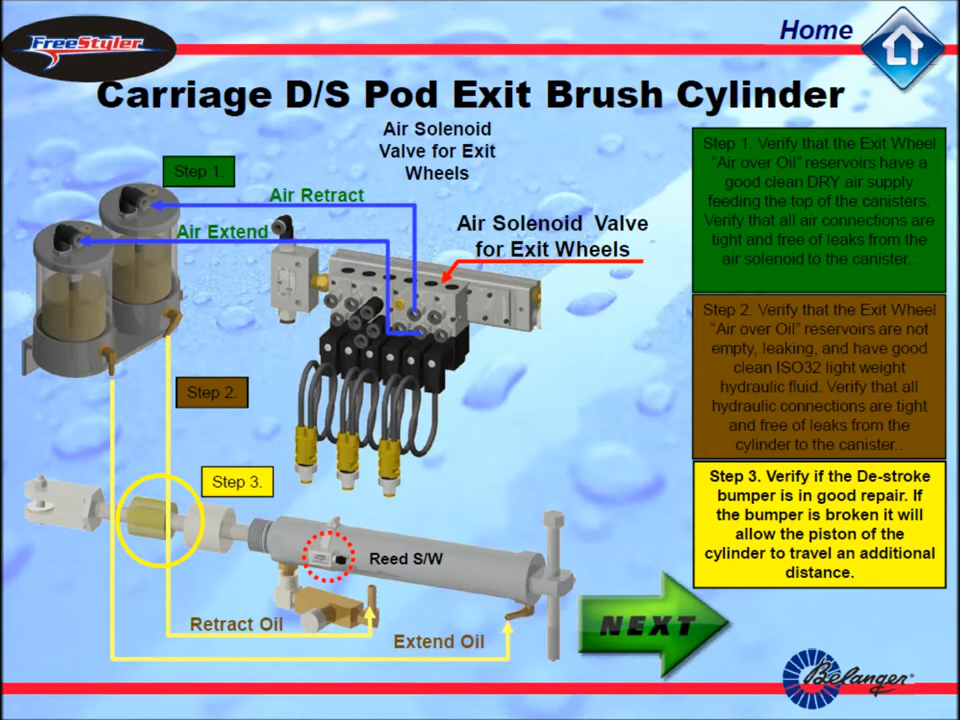 FreeStyler
Home
Carriage D/S Pod Exit Brush Cylinder
Air Solenoid
Valve for Exit
Wheels
Step 1.
Air Retract
Air Extend
Air Solenoid Valve
for Exit Wheels
Step 2.
Step 3.
Reed S/W
Retract Oil
Extend Oil
Step 1. Verify that the Exit Wheel
“Air over Oil” reservoirs have a
good clean DRY air supply
feeding the top of the canisters.
Verify that all air connections are
tight and free of leaks from the
air solenoid to the canister..
Step 2. Verify that the Exit Wheel
“Air over Oil” reservoirs are not
empty, leaking, and have good
clean ISO32 light weight
hydraulic fluid. Verify that all
hydraulic connections are tight
and free of leaks from the
cylinder to the canister..
Step 3. Verify if the De-stroke
bumper is in good repair. If
the bumper is broken it will
allow the piston of the
cylinder to travel an additional
distance.
NEXT
Belanger